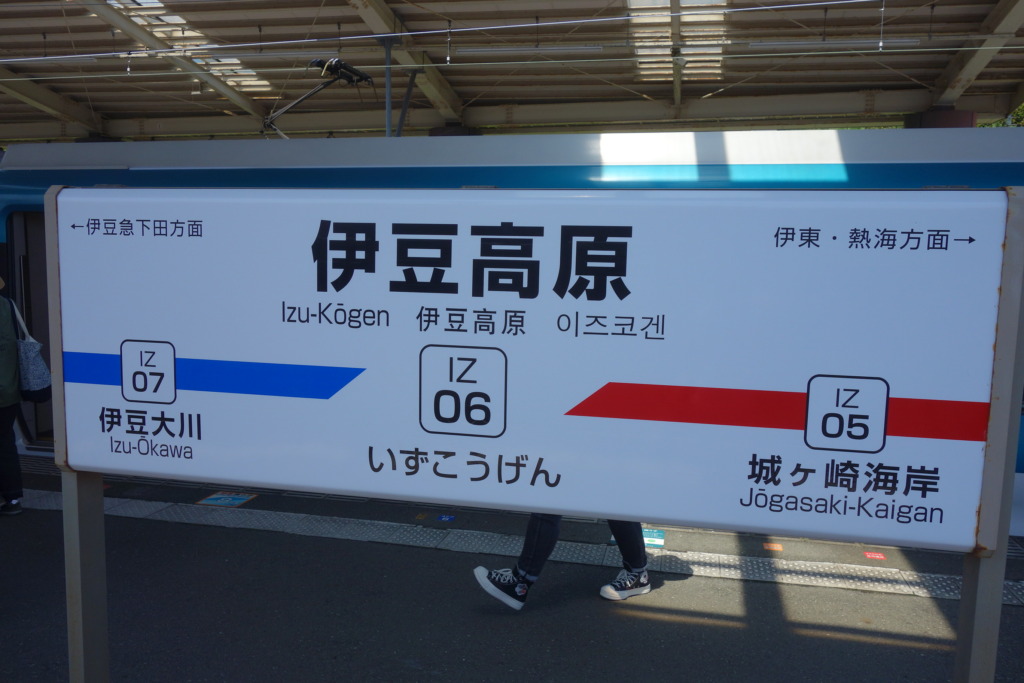 ←伊豆急下田方面
伊東・熱海方面→
伊豆高原
Izu-Kōgen 伊豆高原 이즈코겐
IZ
07
伊豆大川
Izu-Ōkawa
IZ
06
いずこうげん
IZ
05
城ヶ崎海岸
Jōgasaki-Kaigan